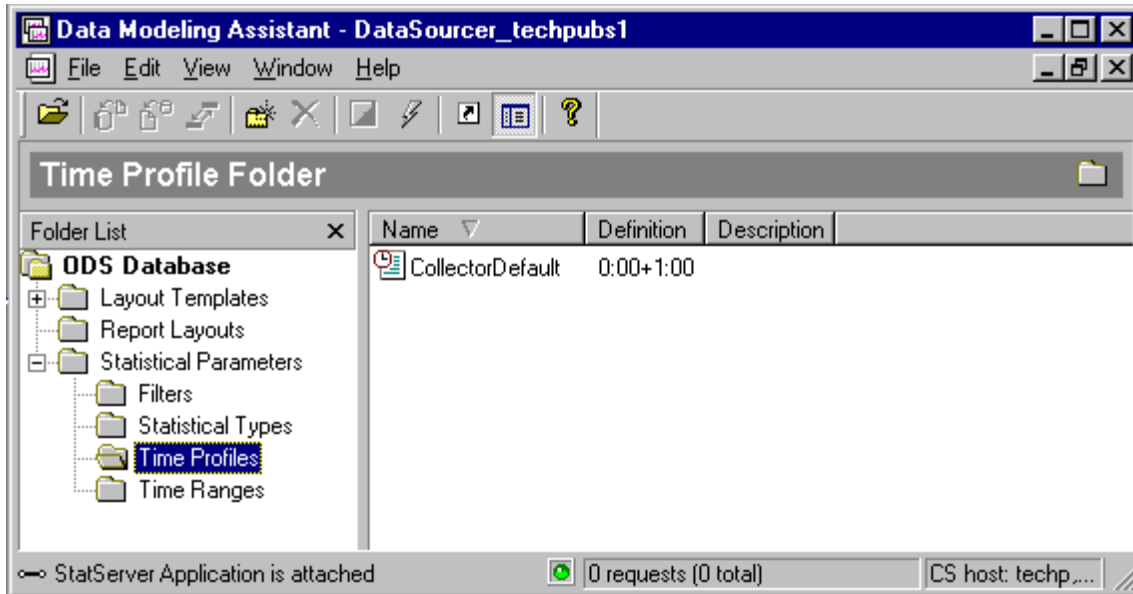 Data Modeling Assistant - DataSourcer_techpubs1
File Edit View Window Help
Time Profile Folder
Folder List
Name Definition Description
ODS Database
CollectorDefault 0:00+1:00
Layout Templates
Report Layouts
Statistical Parameters
Filters
Statistical Types
Time Profiles
Time Ranges
StatServer Application is attached 0 requests (0 total) CS host: techp,...